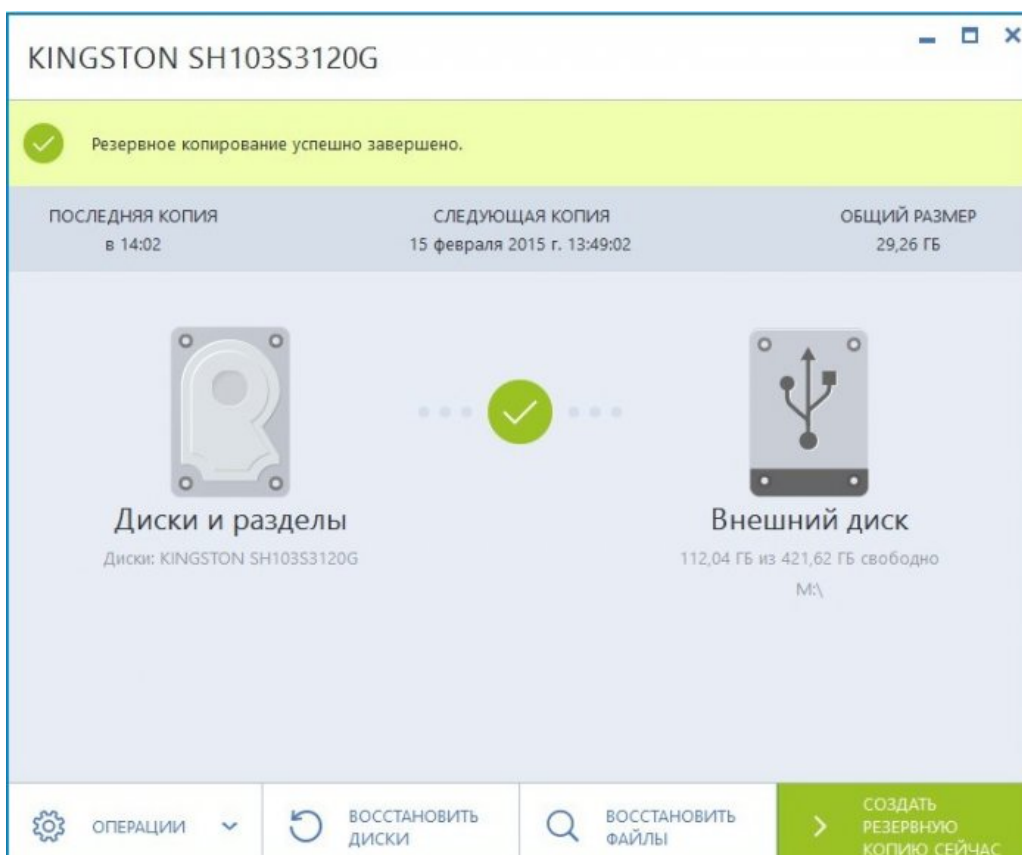 KINGSTON SH103S3120G
Резервное копирование успешно завершено.
ПОСЛЕДНЯЯ КОПИЯ
в 14:02
СЛЕДУЮЩАЯ КОПИЯ
15 февраля 2015 г. 13:49:02
ОБЩИЙ РАЗМЕР
29,26 ГБ
Диски и разделы
Диски: KINGSTON SH103S3120G
Внешний диск
112,04 ГБ из 421,62 ГБ свободно
M:\
ОПЕРАЦИИ
ВОССТАНОВИТЬ
ДИСКИ
ВОССТАНОВИТЬ
ФАЙЛЫ
СОЗДАТЬ
РЕЗЕРВНУЮ
КОПИЮ СЕЙЧАС